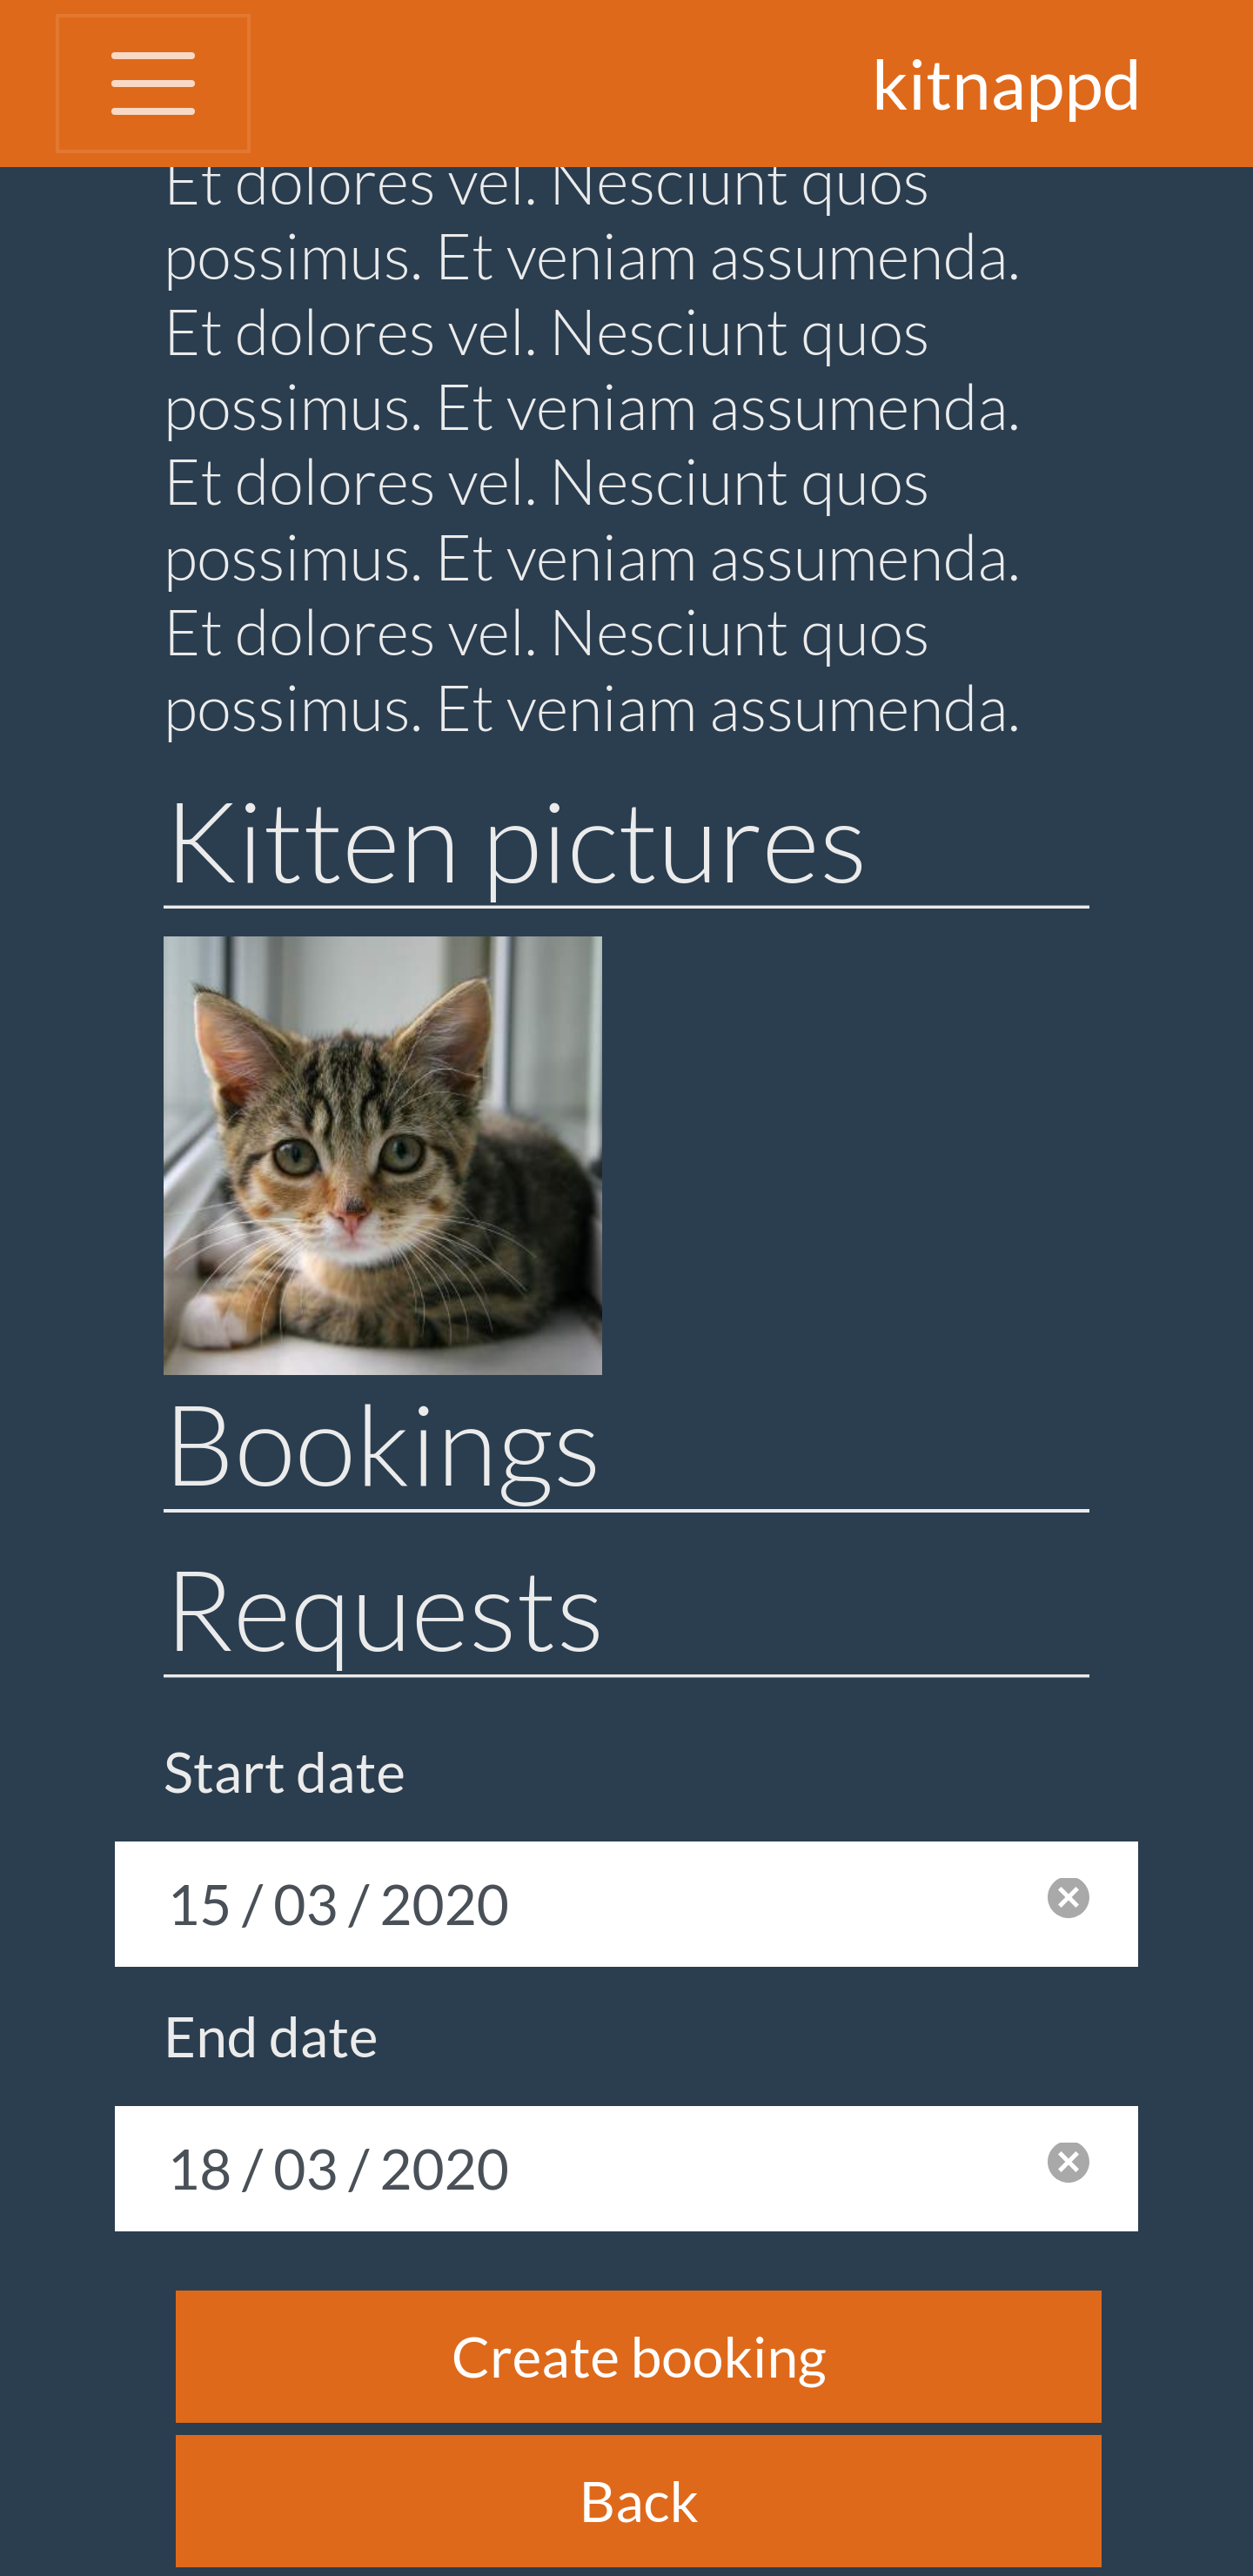 kitnappd
Et dolores vel. Nesciunt quos
possimus. Et veniam assumenda.
Et dolores vel. Nesciunt quos
possimus. Et veniam assumenda.
Et dolores vel. Nesciunt quos
possimus. Et veniam assumenda.
Et dolores vel. Nesciunt quos
possimus. Et veniam assumenda.
Kitten pictures
Bookings
Requests
Start date
15 / 03 / 2020
End date
18 / 03 / 2020
Create booking
Back